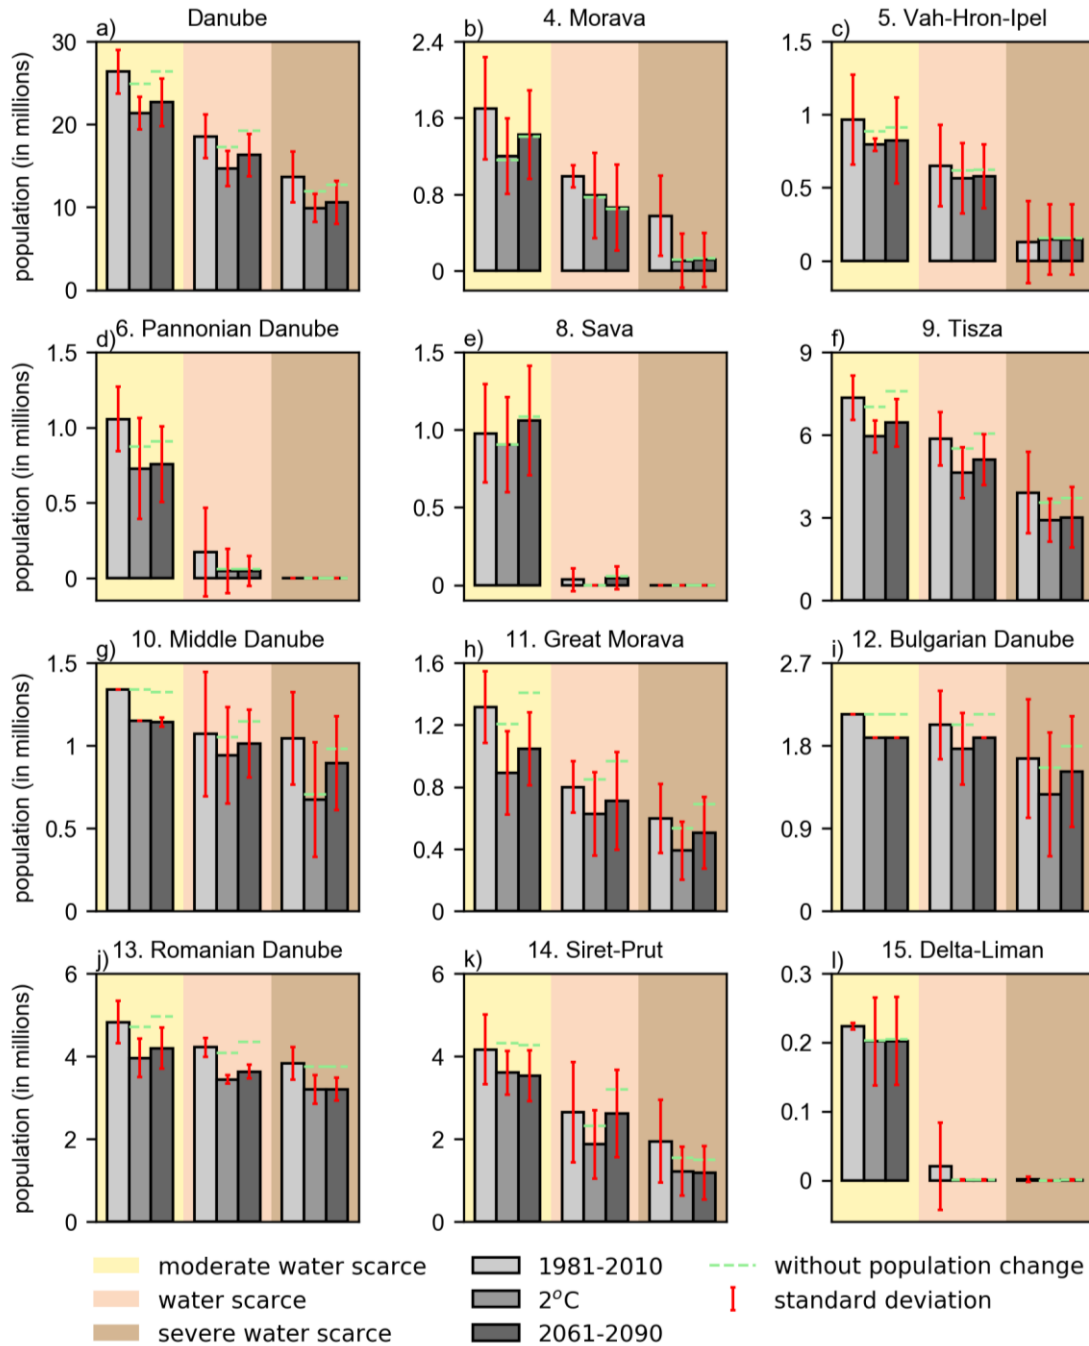 Danube
4. Morava
5. Vah-Hron-Ipel
a)
b)
c)
population (in millions)
30
20
10
0
2.4
1.6
0.8
0
1.5
1
0.5
0
6. Pannonian Danube
8. Sava
9. Tisza
d)
e)
f)
population (in millions)
1.5
1.0
0.5
0
1.5
1.0
0.5
0
9
6
3
0
10. Middle Danube
11. Great Morava
12. Bulgarian Danube
g)
h)
i)
population (in millions)
1.5
1
0.5
0
1.6
1.2
0.8
0.4
0
2.7
1.8
0.9
0
13. Romanian Danube
14. Siret-Prut
15. Delta-Liman
j)
k)
l)
population (in millions)
6
4
2
0
6
4
2
0
0.3
0.2
0.1
0
moderate water scarce
water scarce
severe water scarce
1981-2010
2°C
2061-2090
without population change
standard deviation